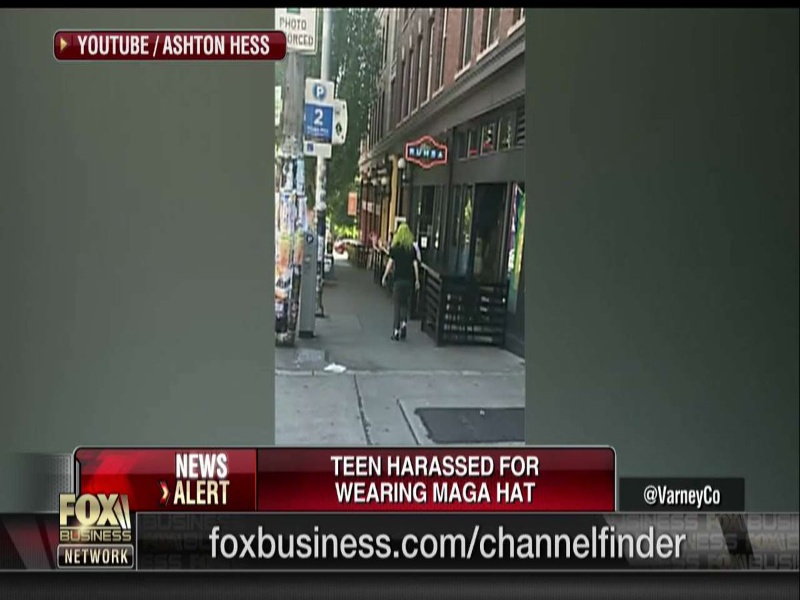 YOUTUBE / ASHTON HESS
PHOTO
P
2
RUMBA
NEWS
ALERT
TEEN HARASSED FOR
WEARING MAGA HAT
@VarneyCo
FOX
BUSINESS
NETWORK
foxbusiness.com/channelfinder